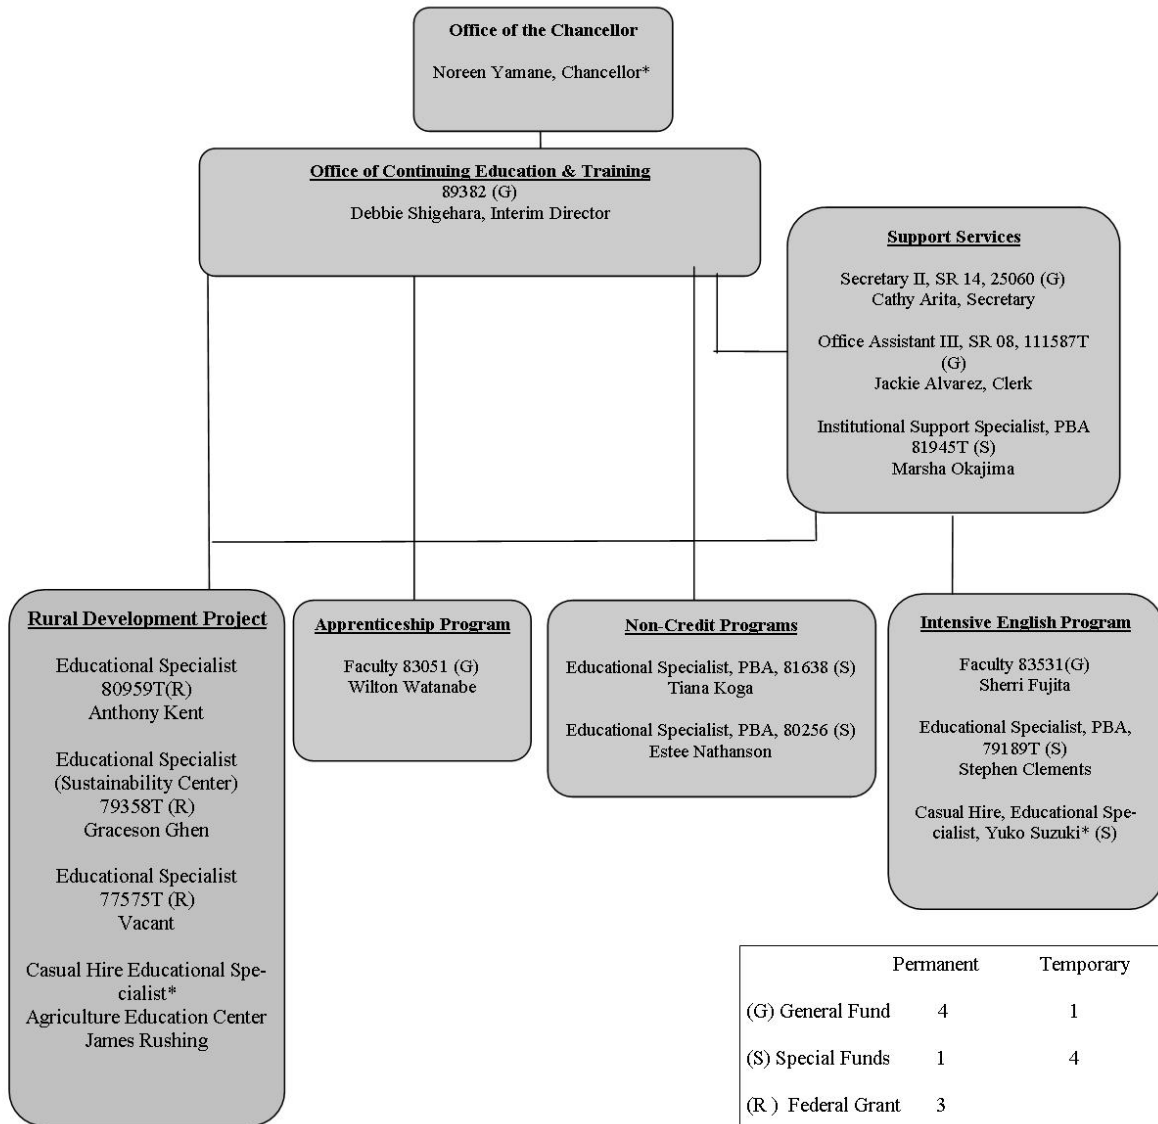 Office of the Chancellor
Noreen Yamane, Chancellor*
Office of Continuing Education & Training
89382 (G)
Debbie Shigehara, Interim Director
Support Services
Secretary II, SR 14, 25060 (G)
Cathy Arita, Secretary
Office Assistant III, SR 08, 111587T
(G)
Jackie Alvarez, Clerk
Institutional Support Specialist, PBA
81945T (S)
Marsha Okajima
Rural Development Project
Educational Specialist
80959T(R)
Anthony Kent
Educational Specialist
(Sustainability Center)
79358T (R)
Graceson Ghen
Educational Specialist
77575T (R)
Vacant
Casual Hire Educational Spe-
cialist*
Agriculture Education Center
James Rushing
Apprenticeship Program
Faculty 83051 (G)
Wilton Watanabe
Non-Credit Programs
Educational Specialist, PBA, 81638 (S)
Tiana Koga
Educational Specialist, PBA, 80256 (S)
Estee Nathanson
Intensive English Program
Faculty 83531(G)
Sherri Fujita
Educational Specialist, PBA,
79189T (S)
Stephen Clements
Casual Hire, Educational Spe-
cialist, Yuko Suzuki* (S)
Permanent Temporary
(G) General Fund 4 1
(S) Special Funds 1 4
(R ) Federal Grant 3